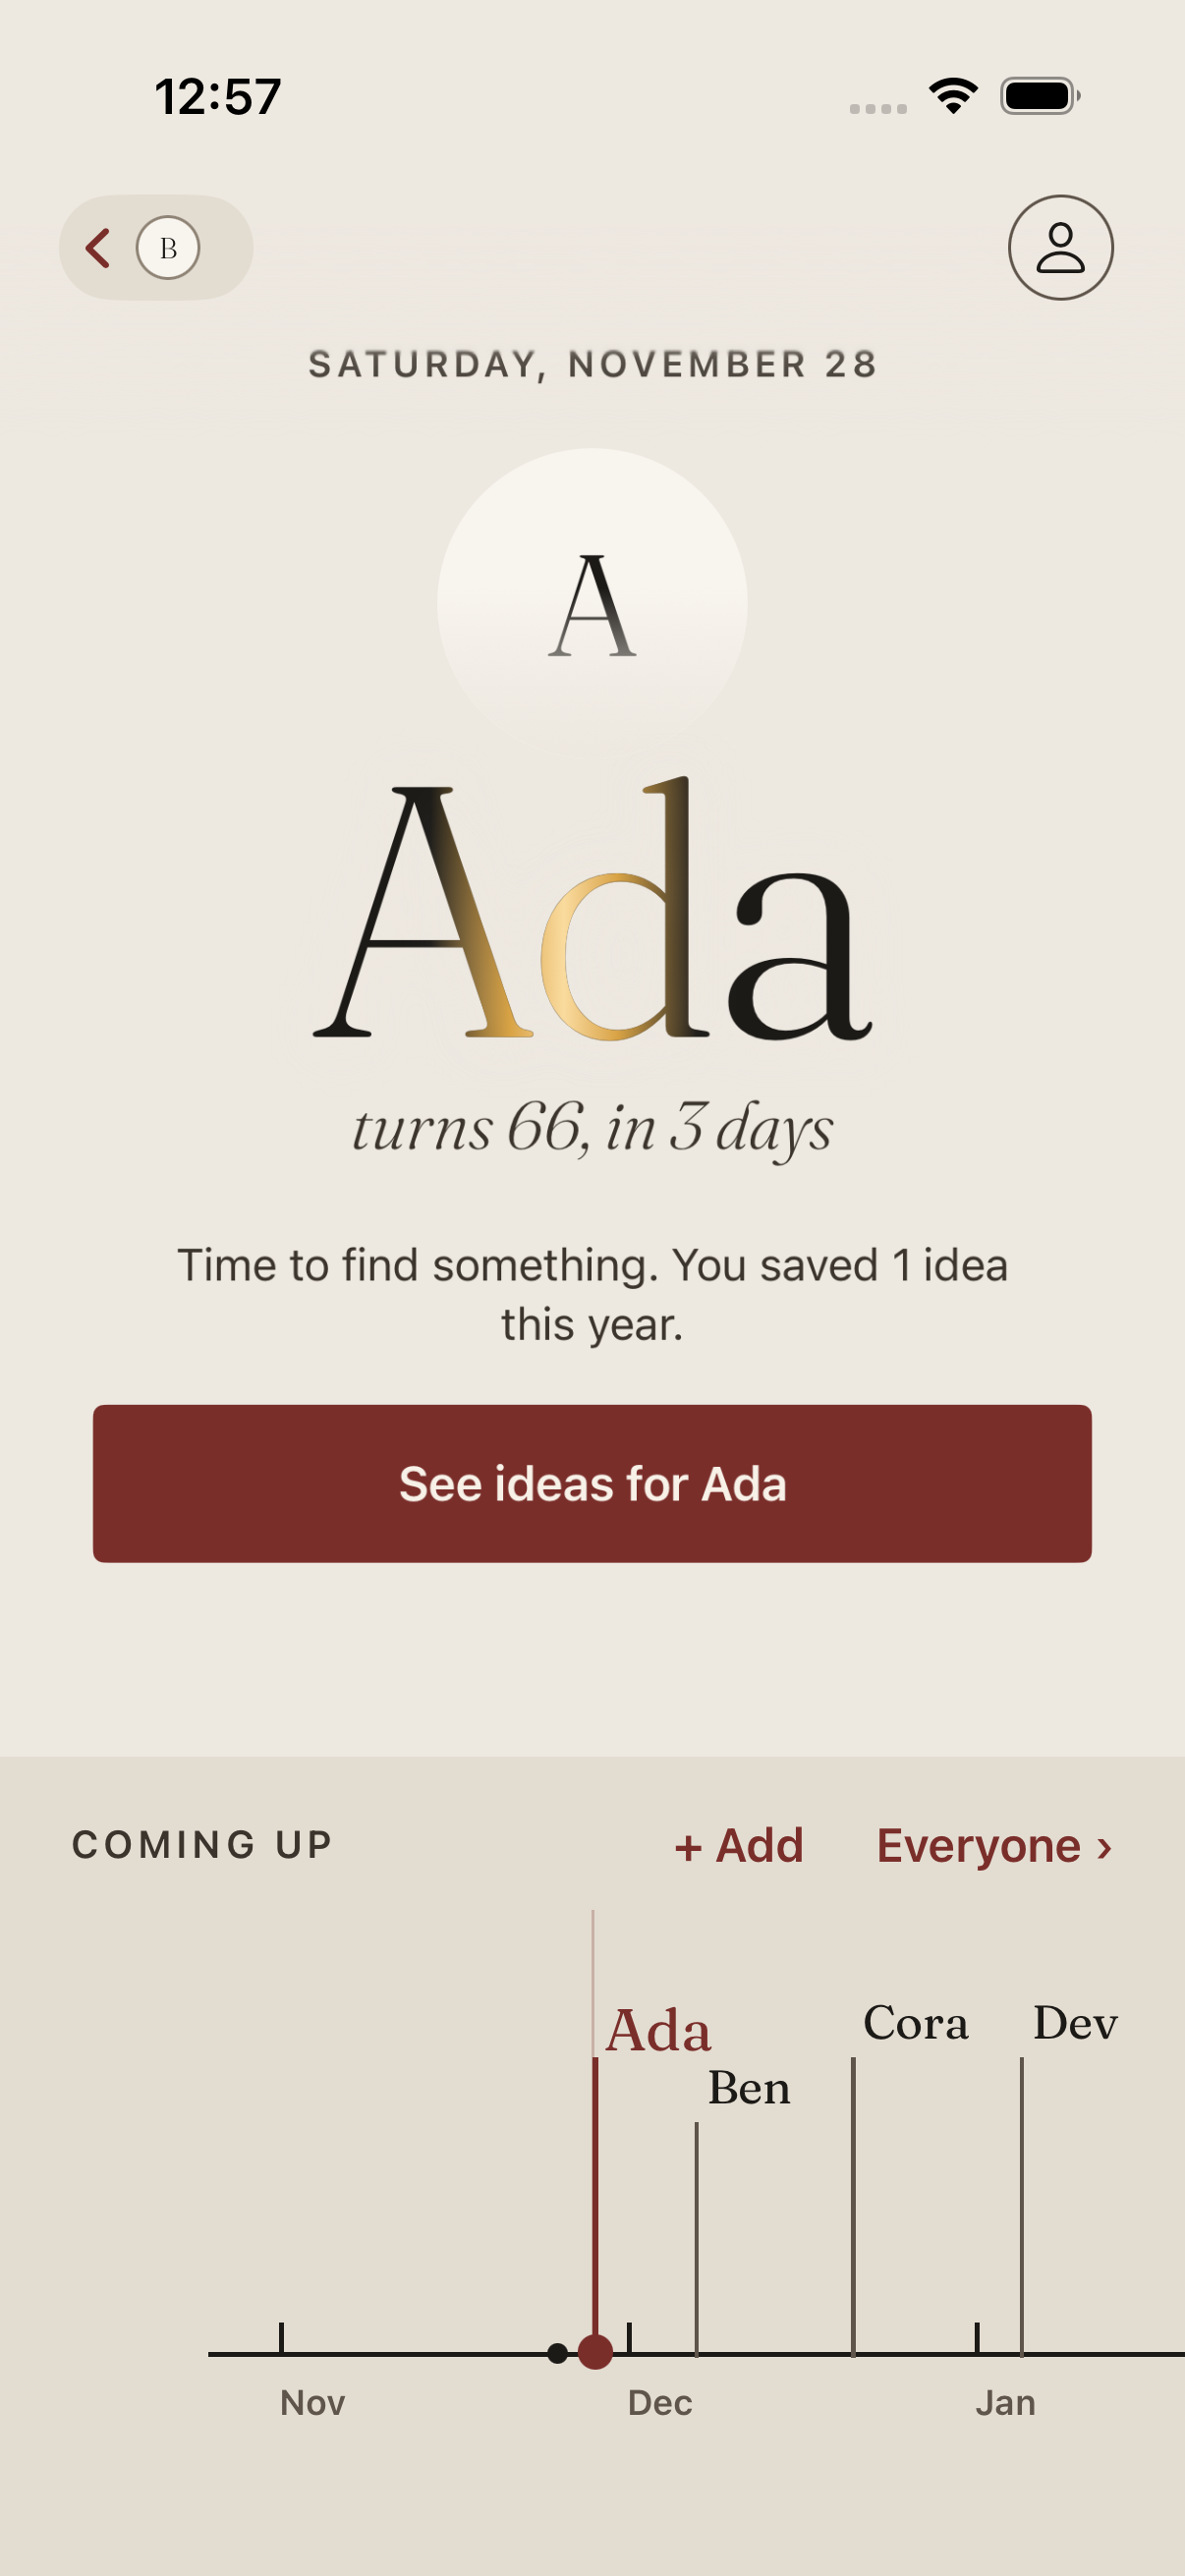 12:57
B
SATURDAY, NOVEMBER 28
A
Ada
turns 66, in 3 days
Time to find something. You saved 1 idea
this year.
See ideas for Ada
COMING UP
+ Add
Everyone ›
Ada
Ben
Cora
Dev
Nov
Dec
Jan